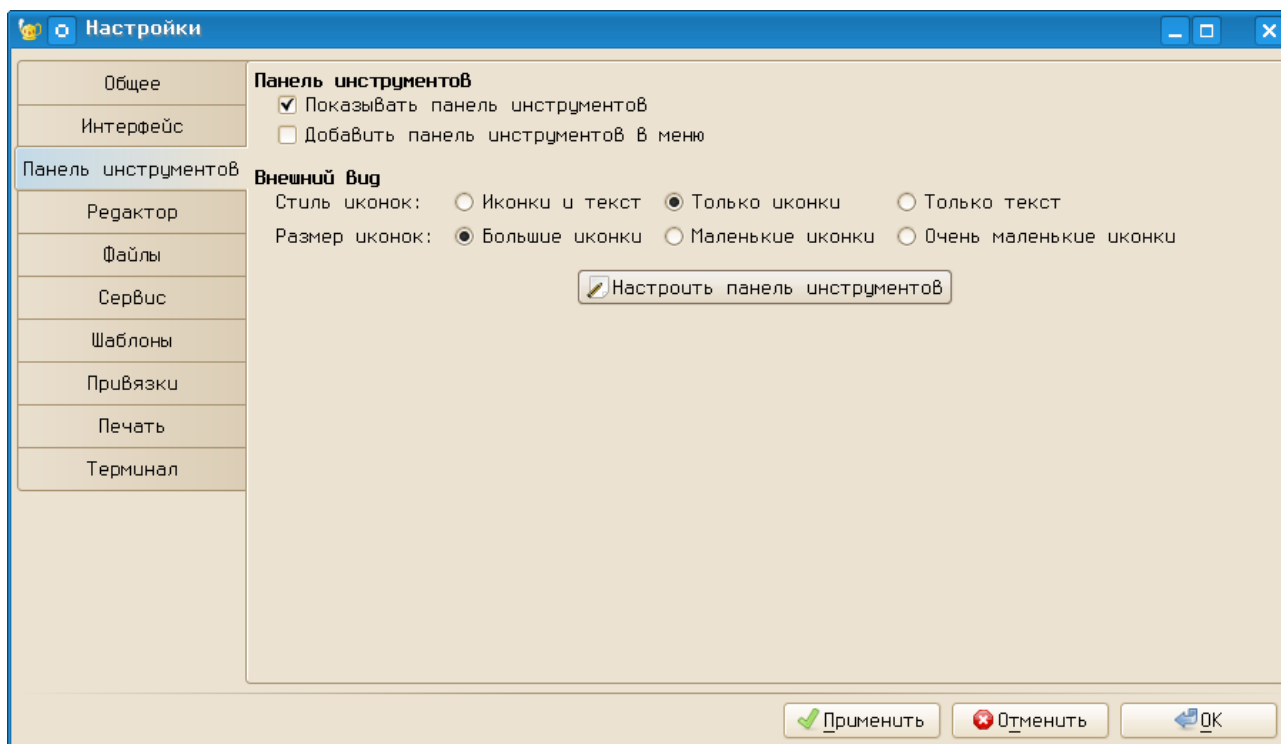 Настройки
Общее
Интерфейс
Панель инструментов
Редактор
Файлы
Сервис
Шаблоны
Привязки
Печать
Терминал
Панель инструментов
Показывать панель инструментов
Добавить панель инструментов в меню
Внешний вид
Стиль иконок: Иконки и текст Только иконки Только текст
Размер иконок: Большие иконки Маленькие иконки Очень маленькие иконки
Настроить панель инструментов
Применить Отменить OK